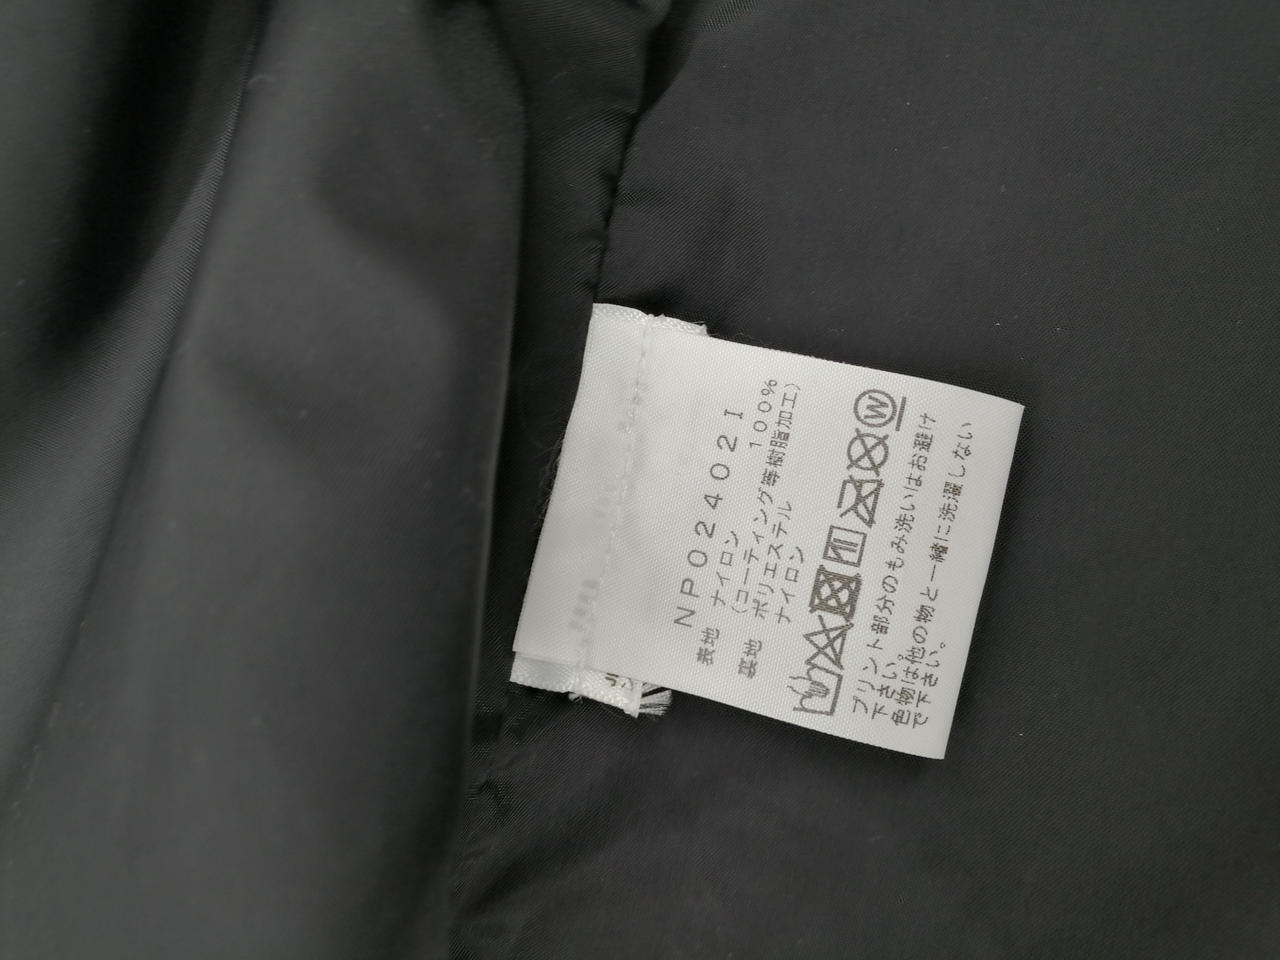 NP02402I
表地 ナイロン
(コーティング等樹脂加工)
裏地 ポリエステル 100%
ナイロン
W
プリント部分のもみ洗いはお避け
下さい。
色物は他の物と一緒に洗濯しない
で下さい。